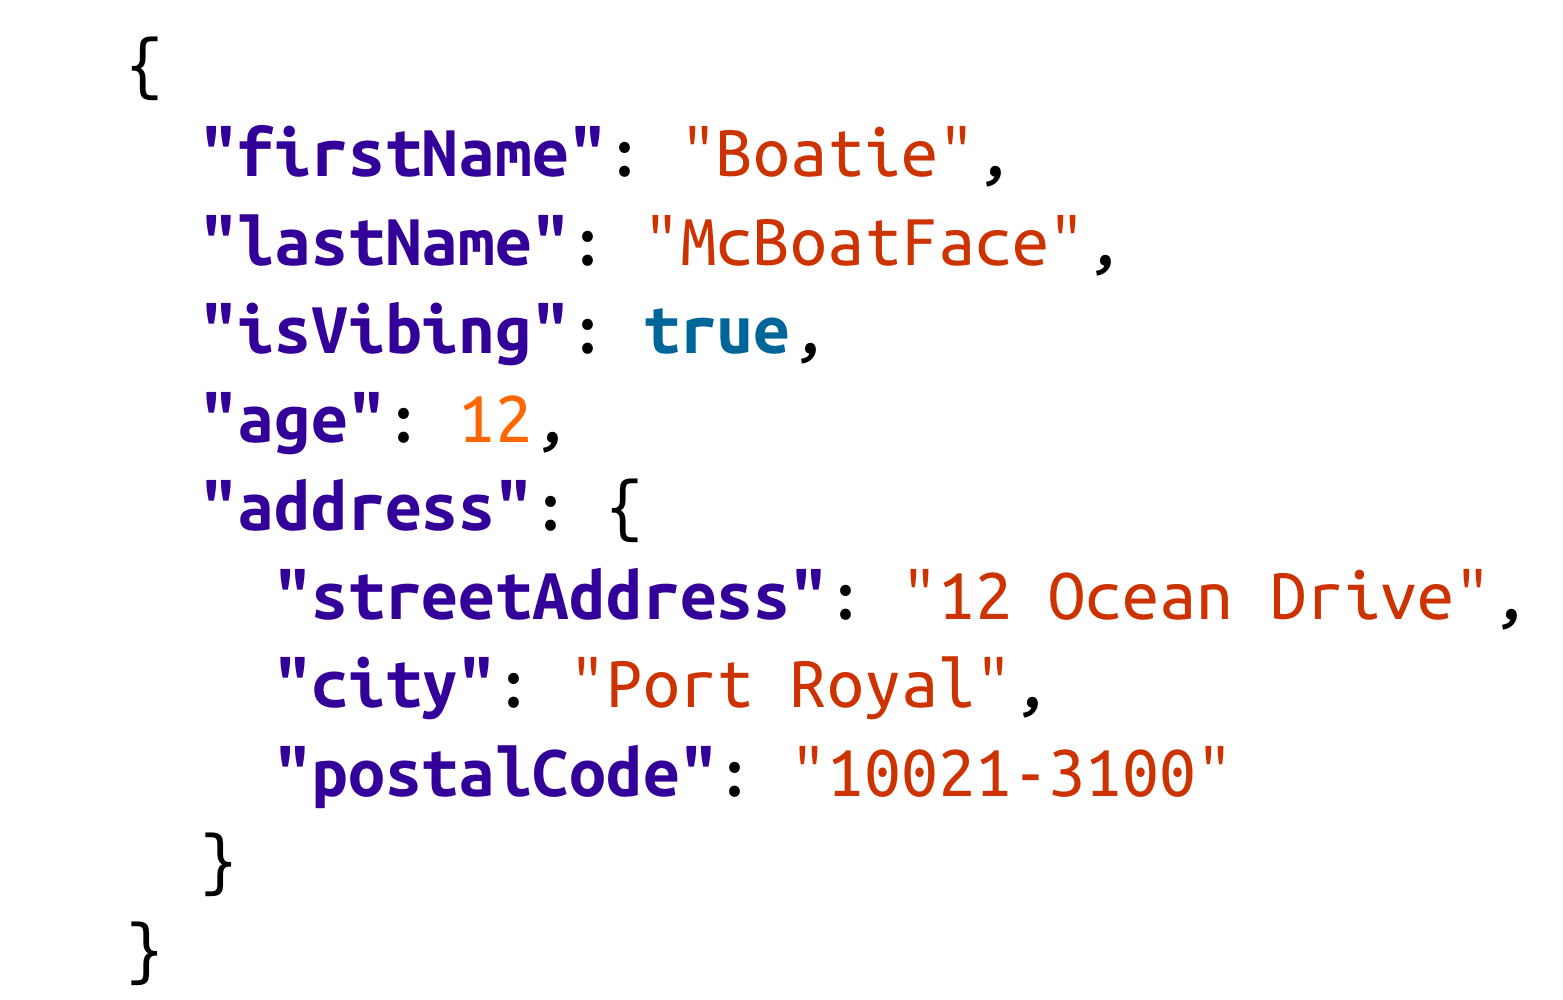 {
  "firstName": "Boatie",
  "lastName": "McBoatFace",
  "isVibing": true,
  "age": 12,
  "address": {
    "streetAddress": "12 Ocean Drive",
    "city": "Port Royal",
    "postalCode": "10021-3100"
  }
}